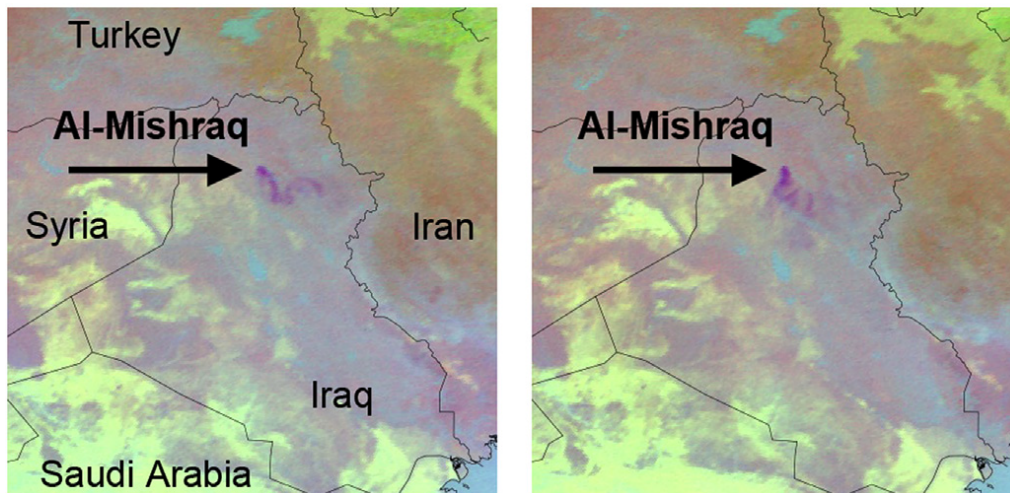 Turkey
Al-Mishraq
Syria
Iran
Iraq
Saudi Arabia
Al-Mishraq